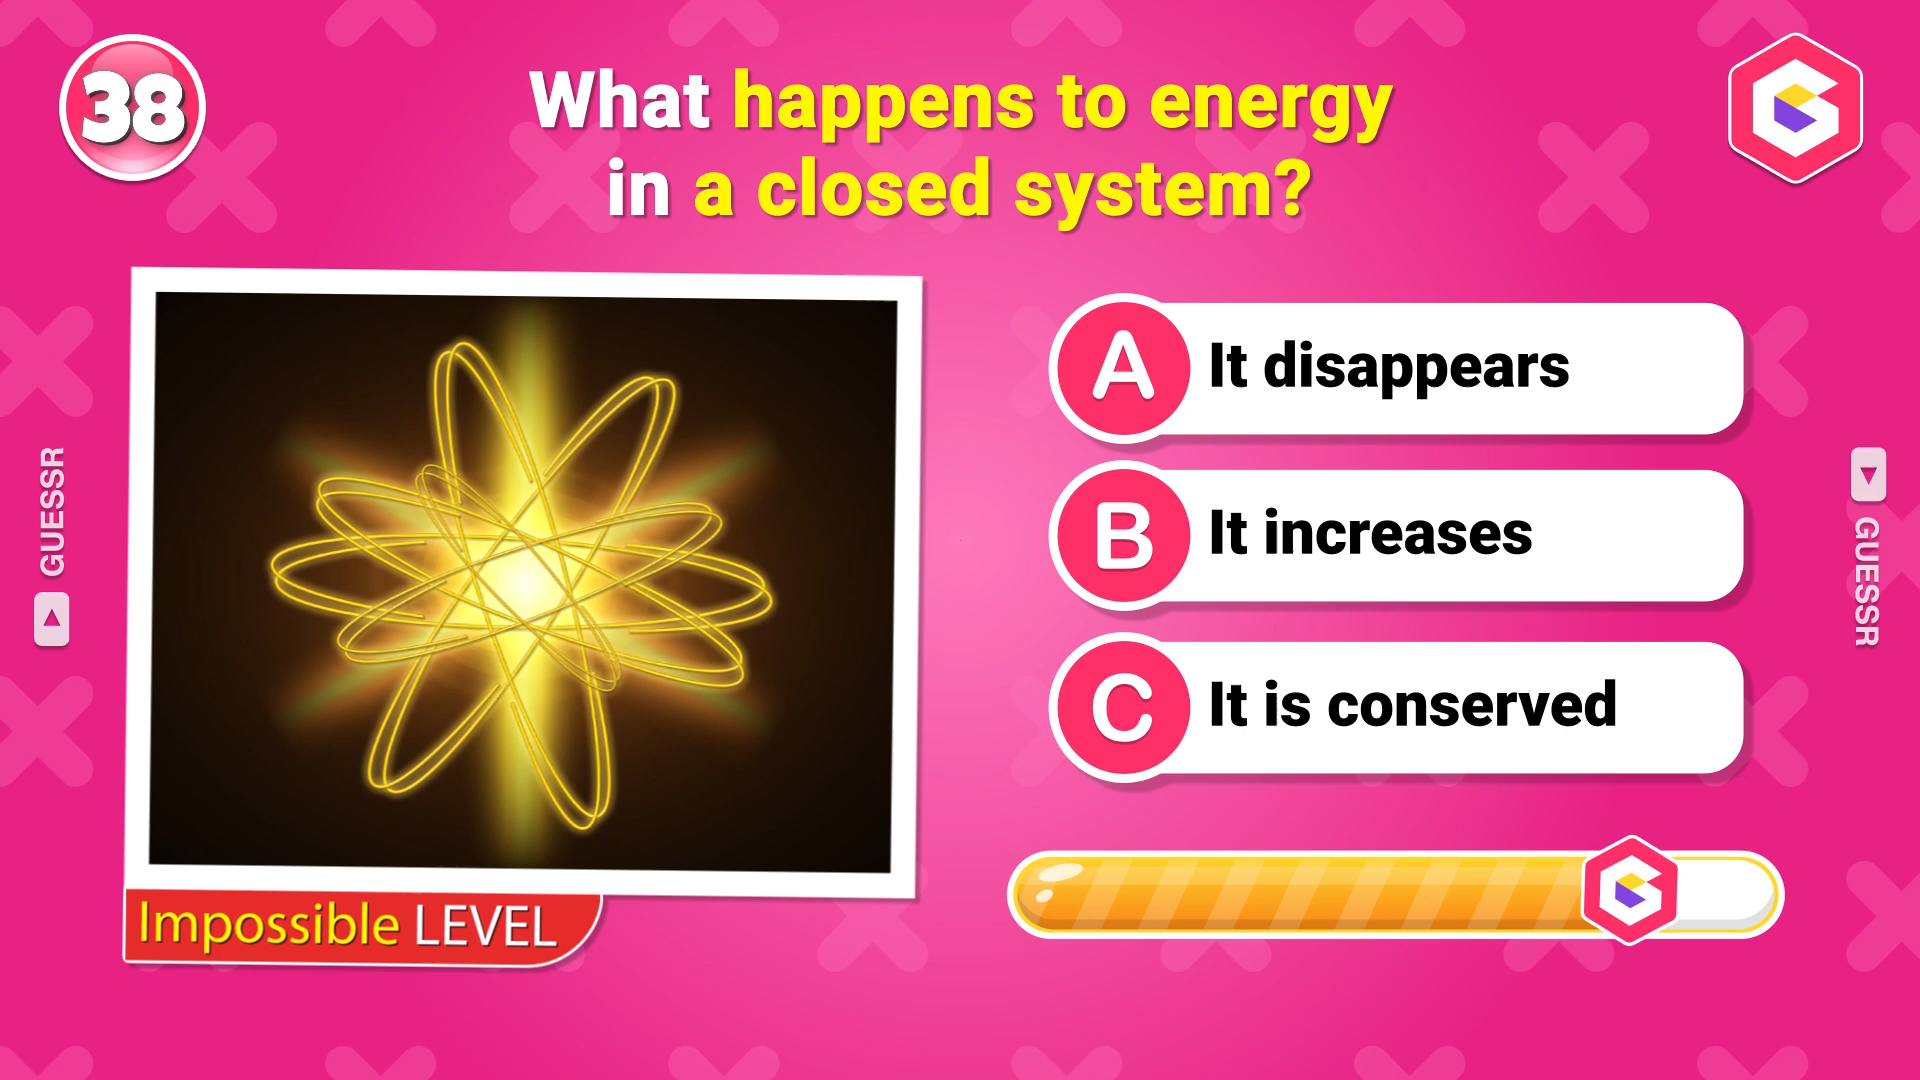 38
What happens to energy
in a closed system?
A It disappears
B It increases
C It is conserved
Impossible LEVEL
GUESSR
GUESSR